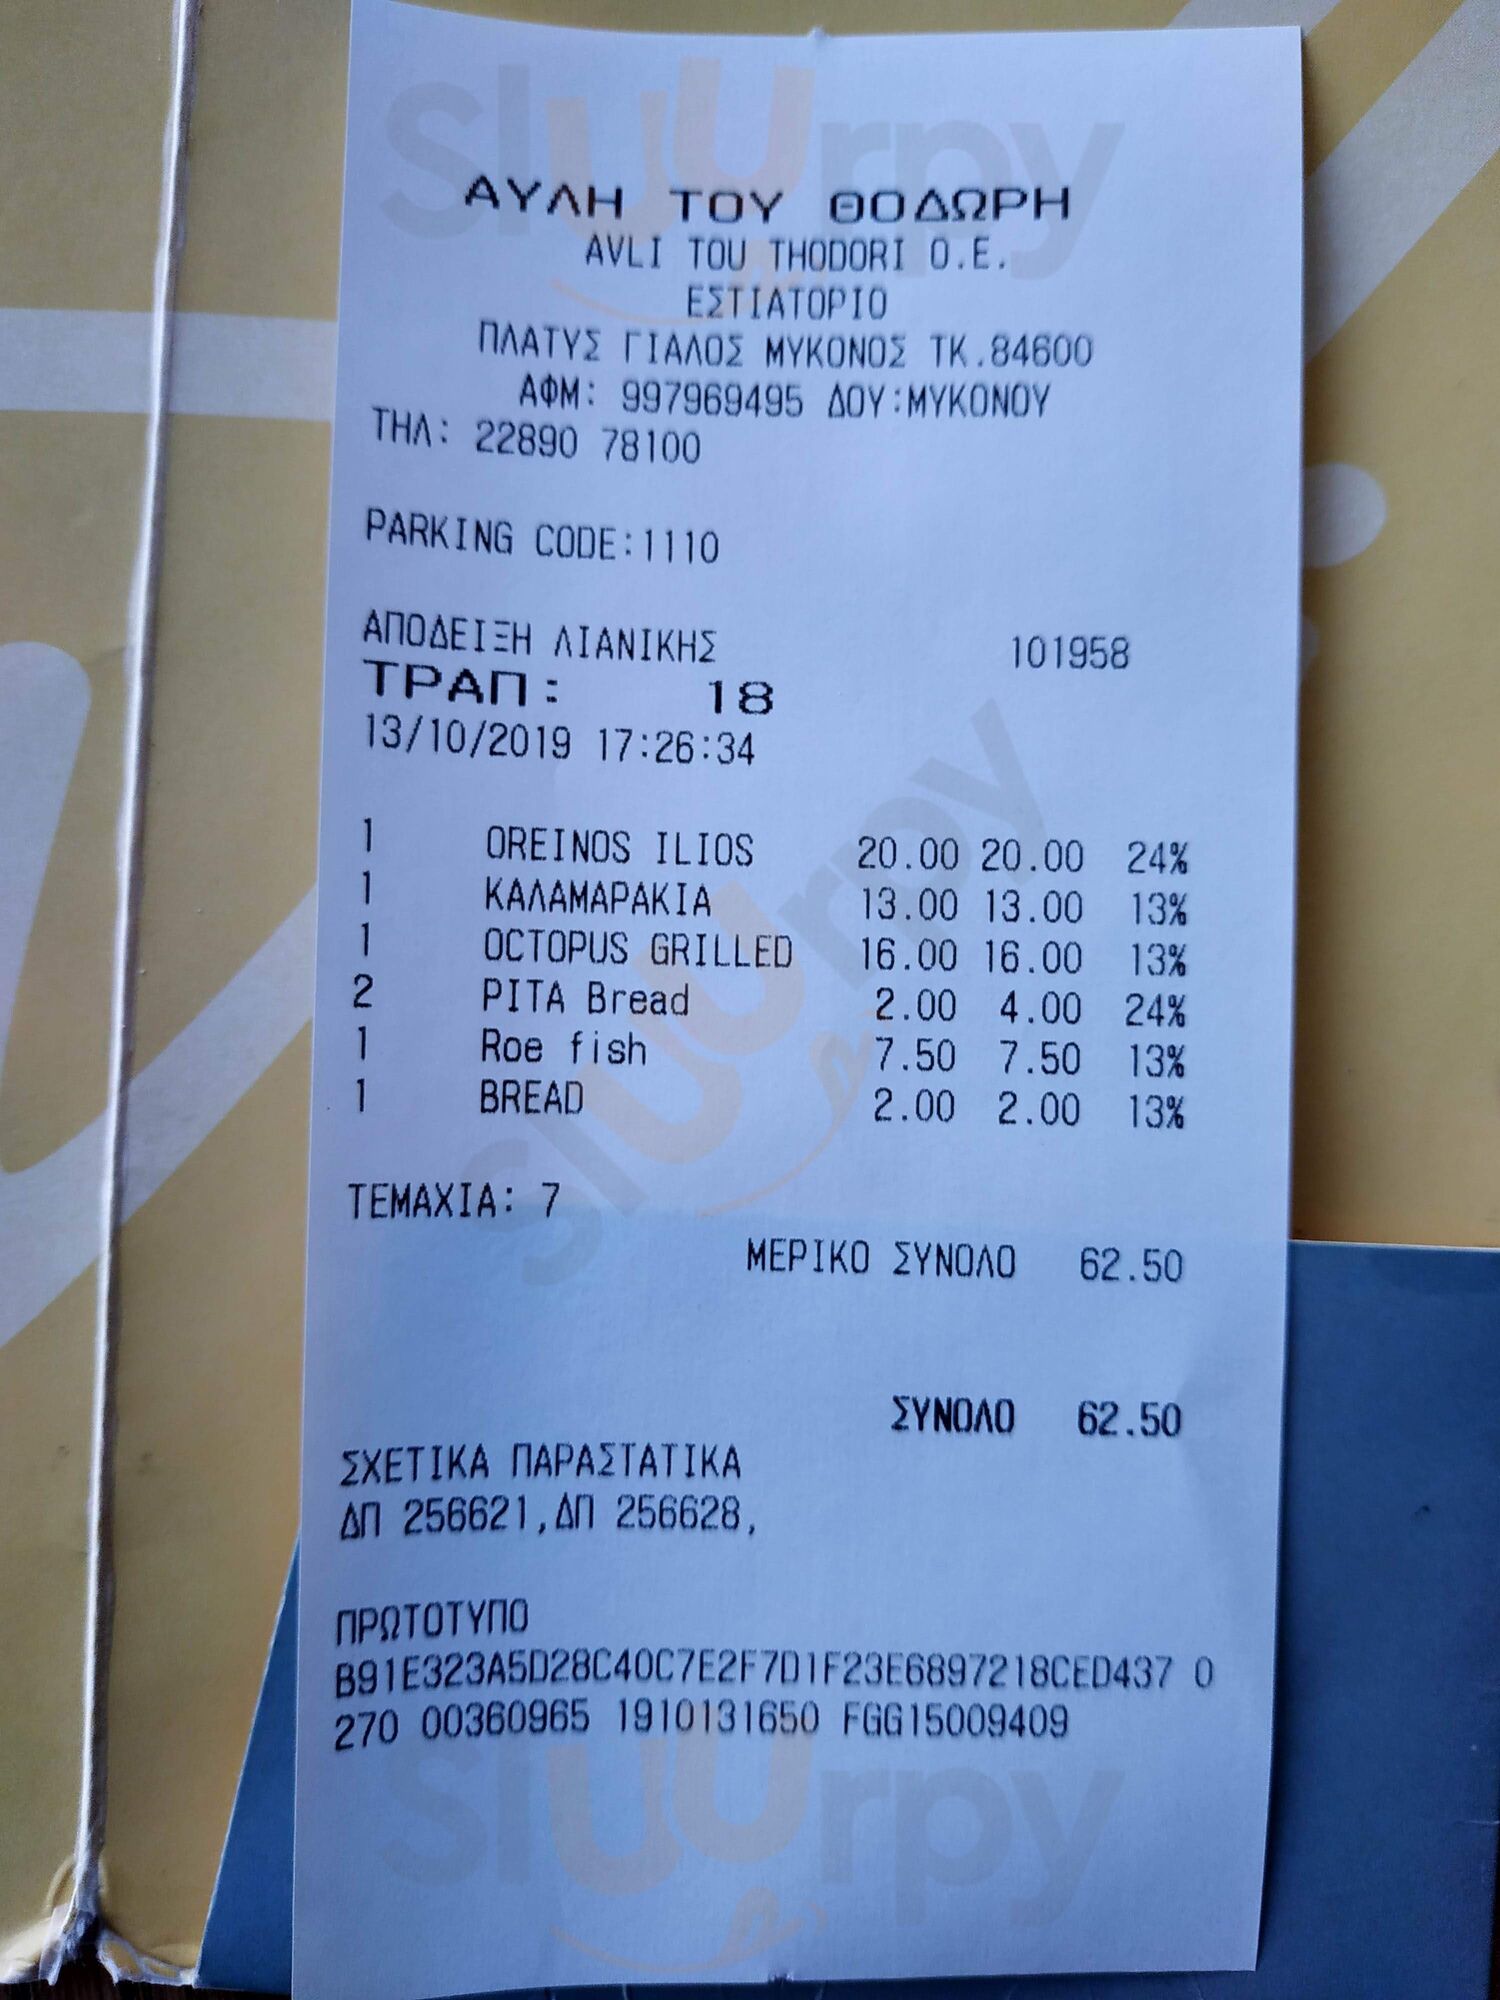 ΑΥΛΗ ΤΟΥ ΘΟΔΩΡΗ
AVLI TOU THODORI O.E.
ΕΣΤΙΑΤΟΡΙΟ
ΠΛΑΤΥΣ ΓΙΑΛΟΣ ΜΥΚΟΝΟΣ ΤΚ.84600
ΑΦΜ: 997969495 ΔΟΥ:ΜΥΚΟΝΟΥ
ΤΗΛ: 22890 78100
PARKING CODE:1110
ΑΠΟΔΕΙΞΗ ΛΙΑΝΙΚΗΣ 101958
ΤΡΑΠ: 18
13/10/2019 17:26:34
1 OREINOS ILIOS 20.00 20.00 24%
1 ΚΑΛΑΜΑΡΑΚΙΑ 13.00 13.00 13%
1 OCTOPUS GRILLED 16.00 16.00 13%
2 PITA Bread 2.00 4.00 24%
1 Roe fish 7.50 7.50 13%
1 BREAD 2.00 2.00 13%
ΤΕΜΑΧΙΑ: 7
ΜΕΡΙΚΟ ΣΥΝΟΛΟ 62.50
ΣΥΝΟΛΟ 62.50
ΣΧΕΤΙΚΑ ΠΑΡΑΣΤΑΤΙΚΑ
ΔΠ 256621,ΔΠ 256628,
ΠΡΩΤΟΤΥΠΟ
B91E323A5D28C40C7E2F7D1F23E6897218CED437 0
270 00360965 1910131650 FGG15009409
Sluurpy
Sluurpy
Sluurpy